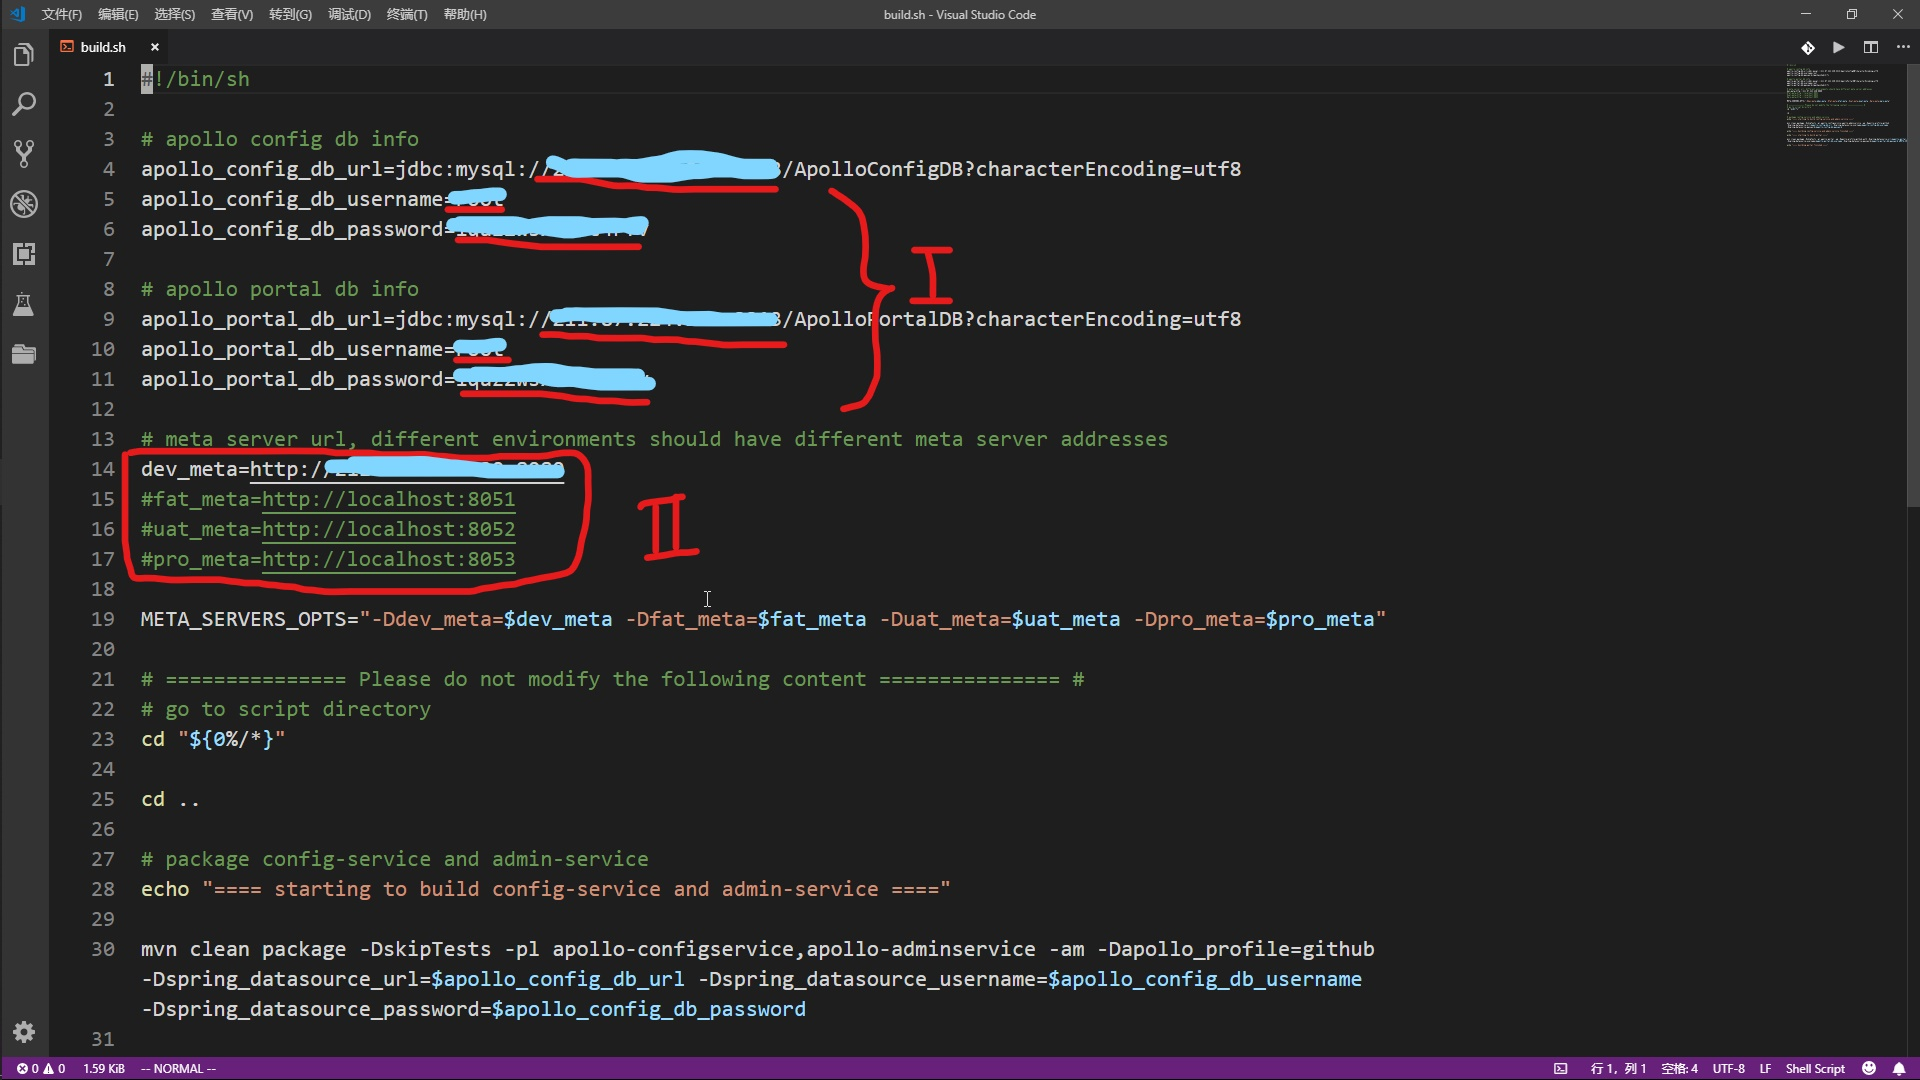 文件(F) 编辑(E) 选择(S) 查看(V) 转到(G) 调试(D) 终端(T) 帮助(H)
build.sh - Visual Studio Code
build.sh
1 #!/bin/sh
2
3 # apollo config db info
4 apollo_config_db_url=jdbc:mysql:// /ApolloConfigDB?characterEncoding=utf8
5 apollo_config_db_username=
6 apollo_config_db_password=
7
I
8 # apollo portal db info
9 apollo_portal_db_url=jdbc:mysql:// /ApolloPortalDB?characterEncoding=utf8
10 apollo_portal_db_username=
11 apollo_portal_db_password=
12
13 # meta server url, different environments should have different meta server addresses
14 dev_meta=http://
15 #fat_meta=http://localhost:8051
16 #uat_meta=http://localhost:8052
II
17 #pro_meta=http://localhost:8053
18
19 META_SERVERS_OPTS="-Ddev_meta=$dev_meta -Dfat_meta=$fat_meta -Duat_meta=$uat_meta -Dpro_meta=$pro_meta"
20
21 # =============== Please do not modify the following content =============== #
22 # go to script directory
23 cd "${0%/*}"
24
25 cd ..
26
27 # package config-service and admin-service
28 echo "==== starting to build config-service and admin-service ===="
29
30 mvn clean package -DskipTests -pl apollo-configservice,apollo-adminservice -am -Dapollo_profile=github
-Dspring_datasource_url=$apollo_config_db_url -Dspring_datasource_username=$apollo_config_db_username
-Dspring_datasource_password=$apollo_config_db_password
31
0 0 1.59 KiB -- NORMAL -- 行 1，列 1 空格: 4 UTF-8 LF Shell Script